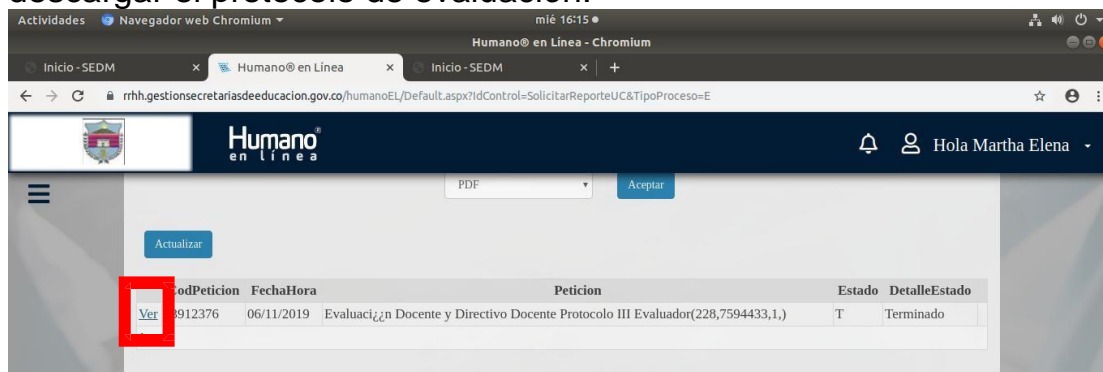 descargar el protocolo de evaluación.
Actividades Navegador web Chromium mié 16:15
Humano® en Línea - Chromium
Inicio - SEDM × Humano® en Línea × Inicio - SEDM × +
rrhh.gestionsecretariasdeeducacion.gov.co/humanoEL/Default.aspx?IdControl=SolicitarReporteUC&TipoProceso=E
Humano®
en línea
Hola Martha Elena
PDF Aceptar
Actualizar
CodPeticion FechaHora Peticion Estado DetalleEstado
Ver 3912376 06/11/2019 Evaluaci¿¿n Docente y Directivo Docente Protocolo III Evaluador(228,7594433,1,) T Terminado